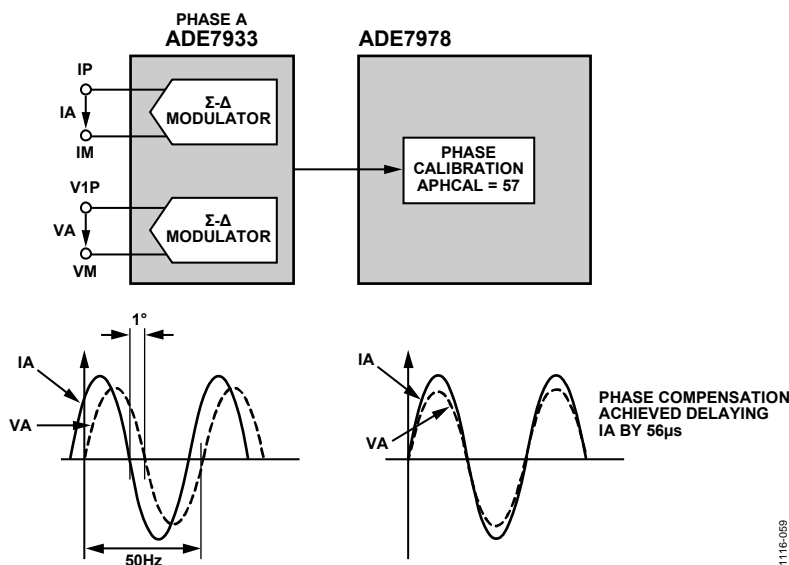 PHASE A
ADE7933
ADE7978
IP
IA
IM
Σ-Δ
MODULATOR
V1P
VA
VM
Σ-Δ
MODULATOR
PHASE
CALIBRATION
APHCAL = 57
1°
IA
VA
50Hz
IA
VA
PHASE COMPENSATION
ACHIEVED DELAYING
IA BY 56µs
1116-059